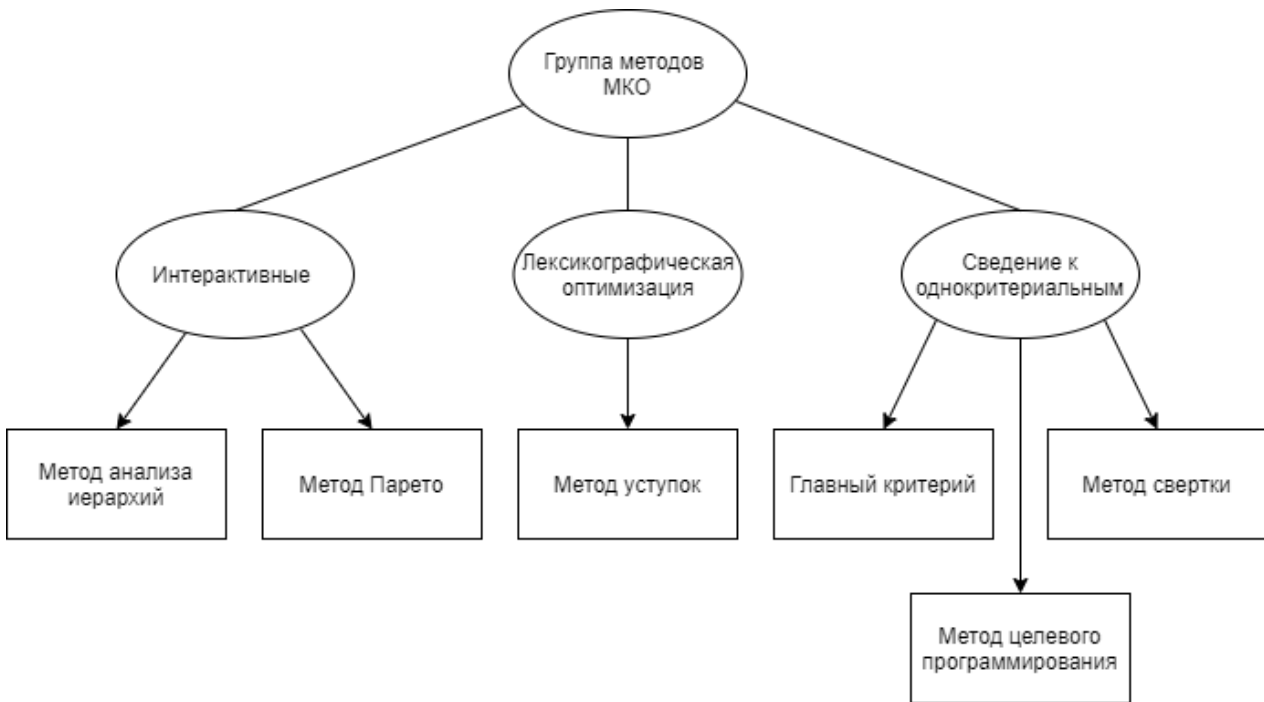 Группа методов
МКО
Интерактивные
Лексикографическая
оптимизация
Сведение к
однокритериальным
Метод анализа
иерархий
Метод Парето
Метод уступок
Главный критерий
Метод свертки
Метод целевого
программирования